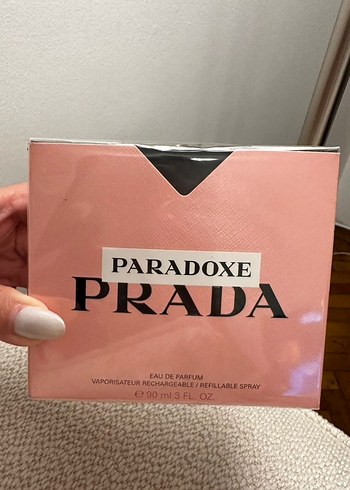 PARADOXE
PRADA
EAU DE PARFUM
VAPORISATEUR RECHARGEABLE / REFILLABLE SPRAY
℮ 90 ml 3 FL. OZ.